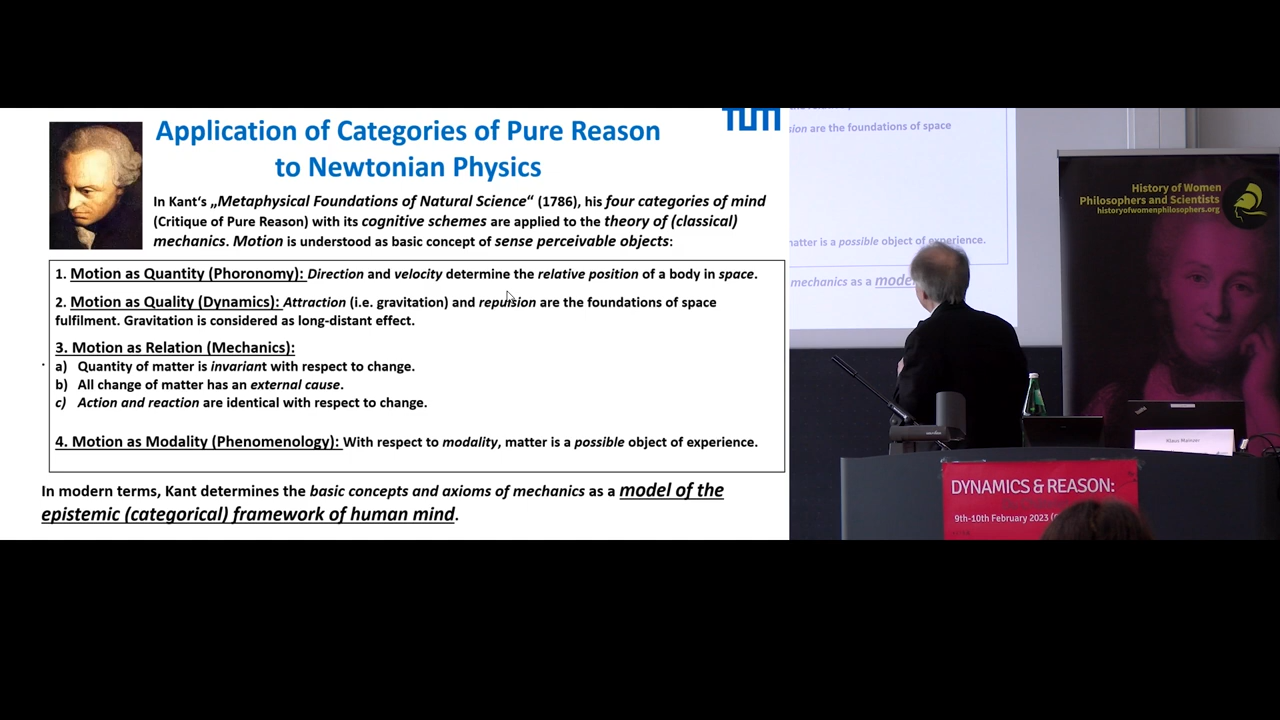 TUM
Application of Categories of Pure Reason
to Newtonian Physics
In Kant‘s „Metaphysical Foundations of Natural Science“ (1786), his four categories of mind
(Critique of Pure Reason) with its cognitive schemes are applied to the theory of (classical)
mechanics. Motion is understood as basic concept of sense perceivable objects:
1. Motion as Quantity (Phoronomy): Direction and velocity determine the relative position of a body in space.
2. Motion as Quality (Dynamics): Attraction (i.e. gravitation) and repulsion are the foundations of space
fulfilment. Gravitation is considered as long-distant effect.
3. Motion as Relation (Mechanics):
a) Quantity of matter is invariant with respect to change.
b) All change of matter has an external cause.
c) Action and reaction are identical with respect to change.
4. Motion as Modality (Phenomenology): With respect to modality, matter is a possible object of experience.
In modern terms, Kant determines the basic concepts and axioms of mechanics as a model of the
epistemic (categorical) framework of human mind.
are the foundations of space
matter is a possible object of experience.
mechanics as a
History of Women
Philosophers and Scientists
historyofwomenphilosophers.org
Klaus Mainzer
DYNAMICS & REASON:
9th-10th February 2023